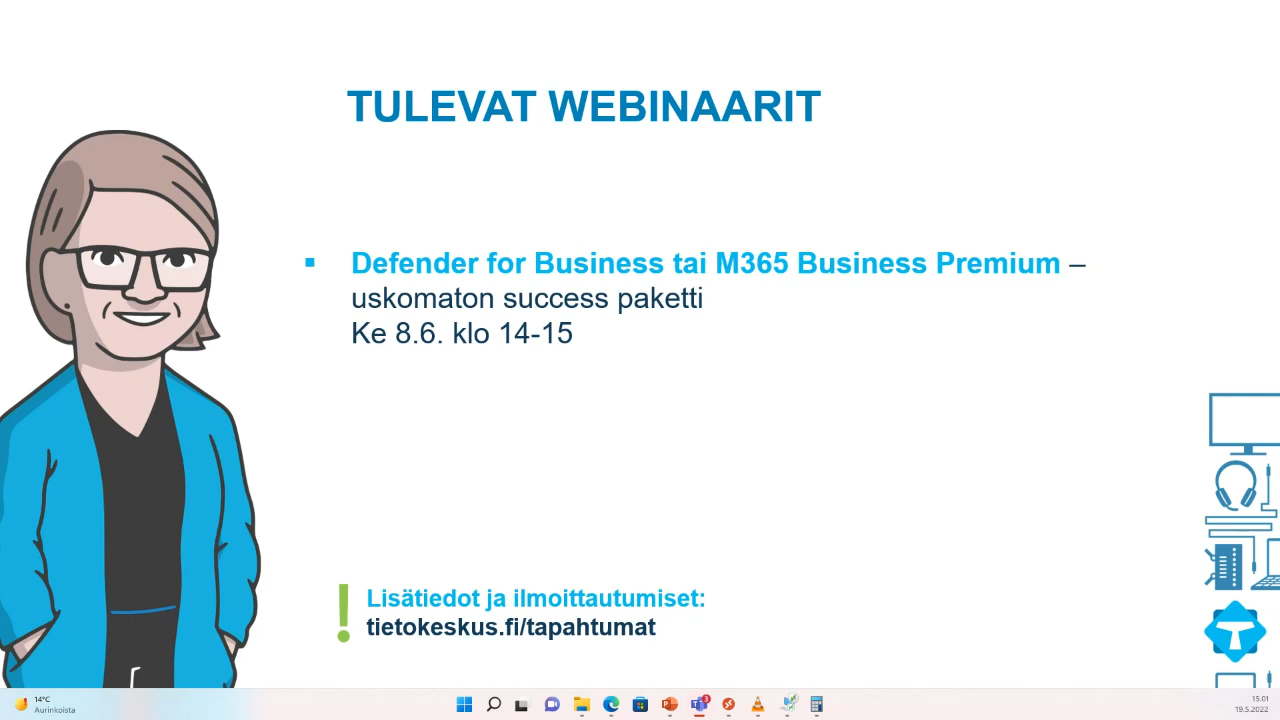 TULEVAT WEBINAARIT
▪ Defender for Business tai M365 Business Premium –
uskomaton success paketti
Ke 8.6. klo 14-15
! Lisätiedot ja ilmoittautumiset:
tietokeskus.fi/tapahtumat
14°C
Aurinkoista
3
15.01
19.5.2022